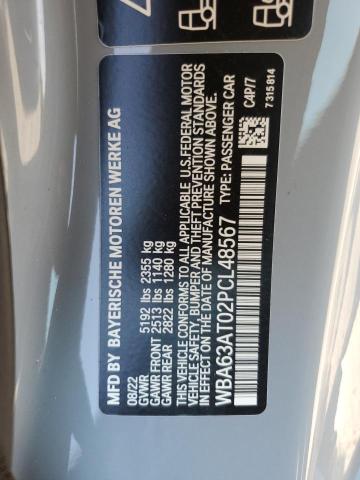 MFD BY BAYERISCHE MOTOREN WERKE AG
08/22
GVWR 5192 lbs 2355 kg
GAWR FRONT 2513 lbs 1140 kg
GAWR REAR 2823 lbs 1280 kg
THIS VEHICLE CONFORMS TO ALL APPLICABLE U.S.FEDERAL MOTOR
VEHICLE SAFETY, BUMPER AND THEFT PREVENTION STANDARDS
IN EFFECT ON THE DATE OF MANUFACTURE SHOWN ABOVE.
WBA63AT02PCL48567 TYPE: PASSENGER CAR
C4P/7
7 315 814